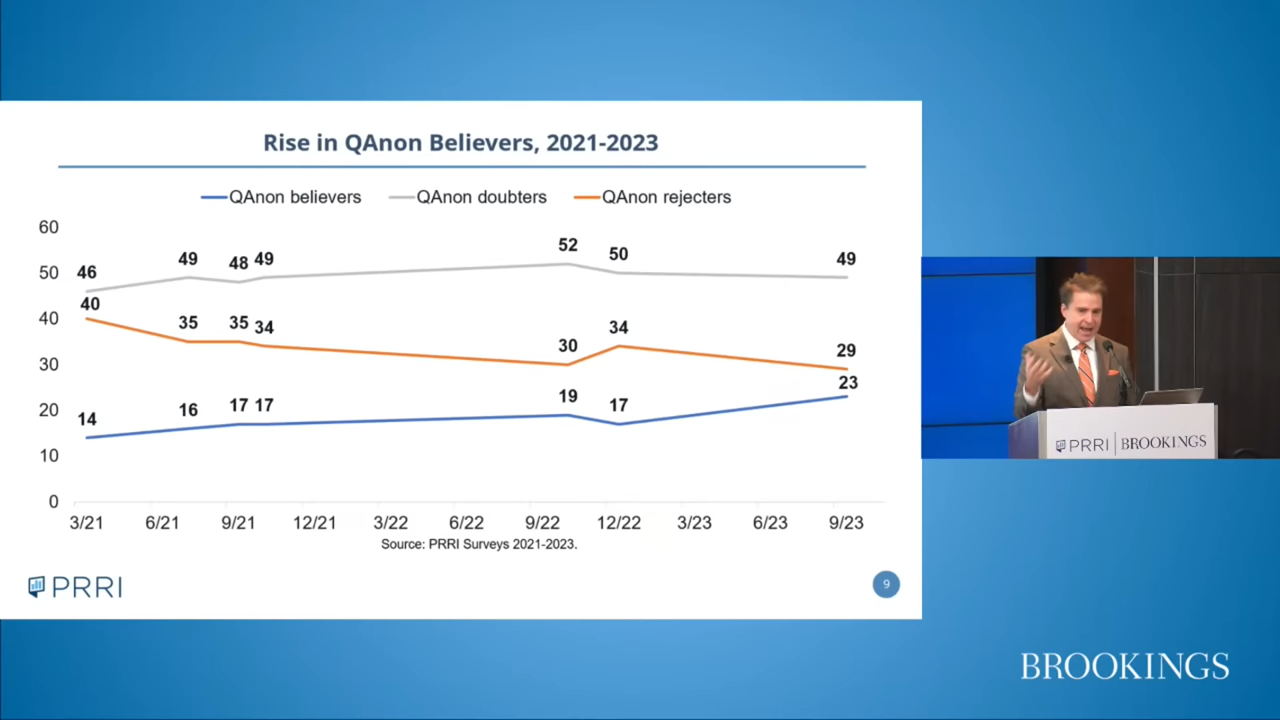 Rise in QAnon Believers, 2021-2023
QAnon believers QAnon doubters QAnon rejecters
60
50
40
30
20
10
0
46 49 48 49 52 50 49
40 35 35 34 30 34 29
14 16 17 17 19 17 23
3/21 6/21 9/21 12/21 3/22 6/22 9/22 12/22 3/23 6/23 9/23
Source: PRRI Surveys 2021-2023.
PRRI
9
PRRI BROOKINGS
BROOKINGS